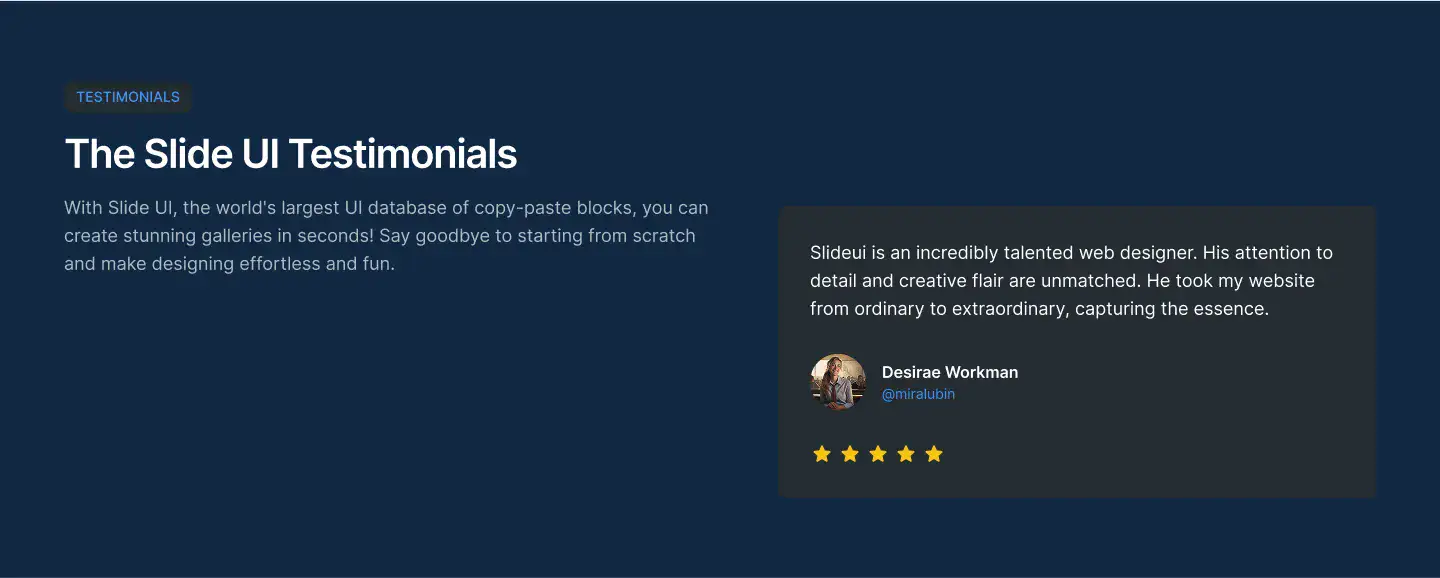 TESTIMONIALS
The Slide UI Testimonials
With Slide UI, the world's largest UI database of copy-paste blocks, you can
create stunning galleries in seconds! Say goodbye to starting from scratch
and make designing effortless and fun.
Slideui is an incredibly talented web designer. His attention to
detail and creative flair are unmatched. He took my website
from ordinary to extraordinary, capturing the essence.
Desirae Workman
@miralubin